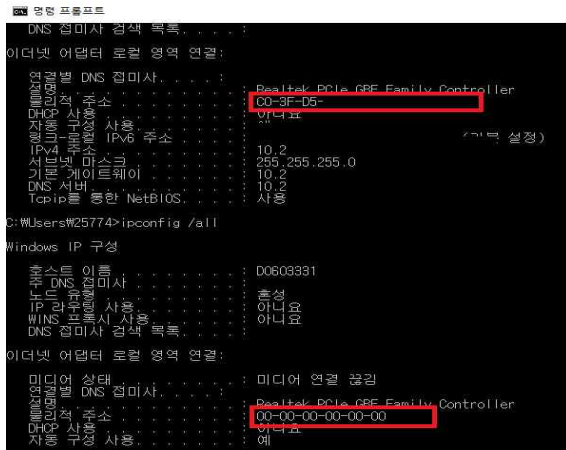 명령 프롬프트
DNS 접미사 검색 목록. . . . :
이더넷 어댑터 로컬 영역 연결:
연결별 DNS 접미사. . . . :
설명. . . . . . . . . . . . : Realtek PCIe GBE Family Controller
물리적 주소 . . . . . . . . : C0-3F-D5-
DHCP 사용 . . . . . . . . . : 아니요
자동 구성 사용. . . . . . . :
링크-로컬 IPv6 주소 . . . . :
설정)
IPv4 주소 . . . . . . . . . : 10.2
서브넷 마스크 . . . . . . . : 255.255.255.0
기본 게이트웨이 . . . . . . : 10.2
DNS 서버. . . . . . . . . . : 10.2
Tcpip를 통한 NetBIOS. . . . : 사용
C:₩Users₩25774>ipconfig /all
Windows IP 구성
호스트 이름 . . . . . . . . : D0603331
주 DNS 접미사 . . . . . . . :
노드 유형 . . . . . . . . . : 혼성
IP 라우팅 사용. . . . . . . : 아니요
WINS 프록시 사용. . . . . . : 아니요
DNS 접미사 검색 목록. . . . :
이더넷 어댑터 로컬 영역 연결:
미디어 상태 . . . . . . . . : 미디어 연결 끊김
연결별 DNS 접미사. . . . :
설명. . . . . . . . . . . . : Realtek PCIe GBE Family Controller
물리적 주소 . . . . . . . . : 00-00-00-00-00-00
DHCP 사용 . . . . . . . . . : 아니요
자동 구성 사용. . . . . . . : 예